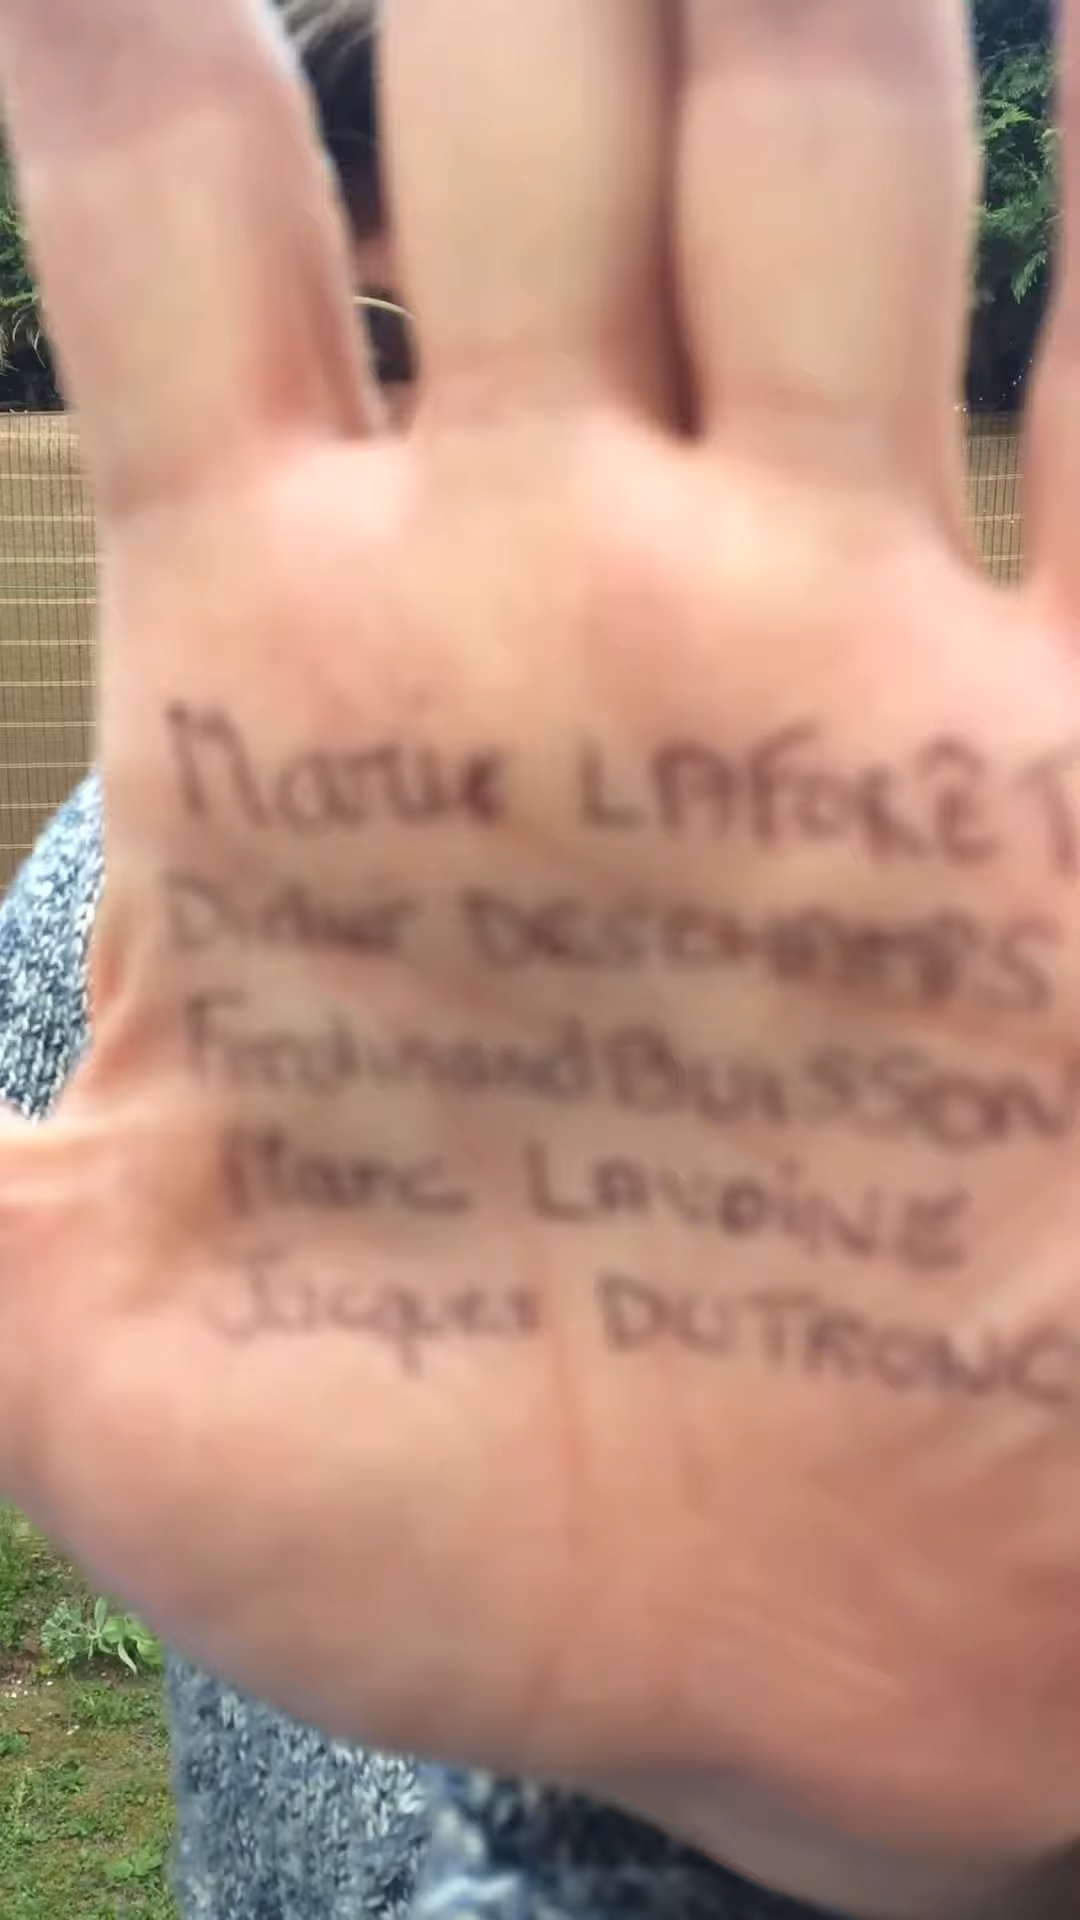 Marie LAFORÊT
Didier DESCHAMPS
Ferdinand BUISSON
Marc LAVOINE
Jacques DUTRONC